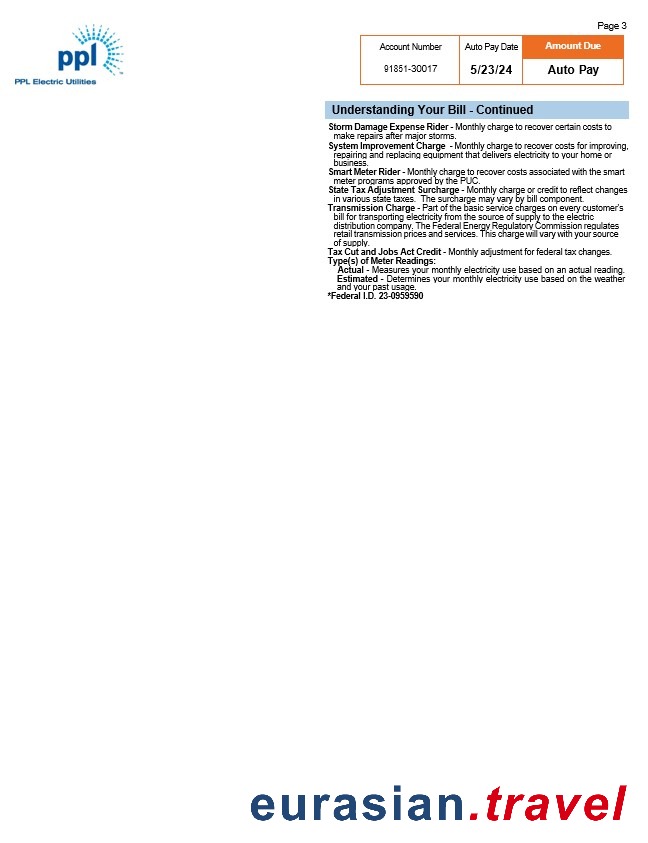 Page 3
ppl
PPL Electric Utilities
Account Number Auto Pay Date Amount Due
91851-30017 5/23/24 Auto Pay
Understanding Your Bill - Continued
Storm Damage Expense Rider - Monthly charge to recover certain costs to
make repairs after major storms.
System Improvement Charge - Monthly charge to recover costs for improving,
repairing and replacing equipment that delivers electricity to your home or
business.
Smart Meter Rider - Monthly charge to recover costs associated with the smart
meter programs approved by the PUC.
State Tax Adjustment Surcharge - Monthly charge or credit to reflect changes
in various state taxes. The surcharge may vary by bill component.
Transmission Charge - Part of the basic service charges on every customer's
bill for transporting electricity from the source of supply to the electric
distribution company. The Federal Energy Regulatory Commission regulates
retail transmission prices and services. This charge will vary with your source
of supply.
Tax Cut and Jobs Act Credit - Monthly adjustment for federal tax changes.
Type(s) of Meter Readings:
Actual - Measures your monthly electricity use based on an actual reading.
Estimated - Determines your monthly electricity use based on the weather
and your past usage.
*Federal I.D. 23-0959590
eurasian.travel